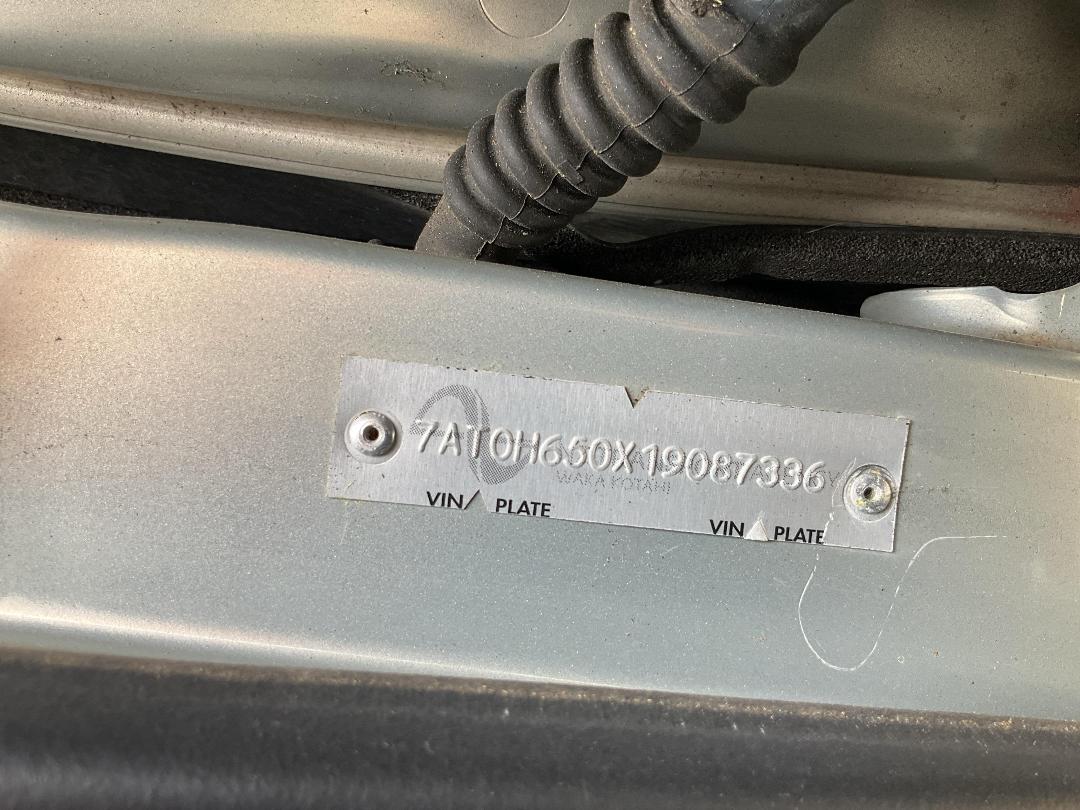 7AT0H650X19087336
WAKA KOTAHI
VIN PLATE
VIN PLATE